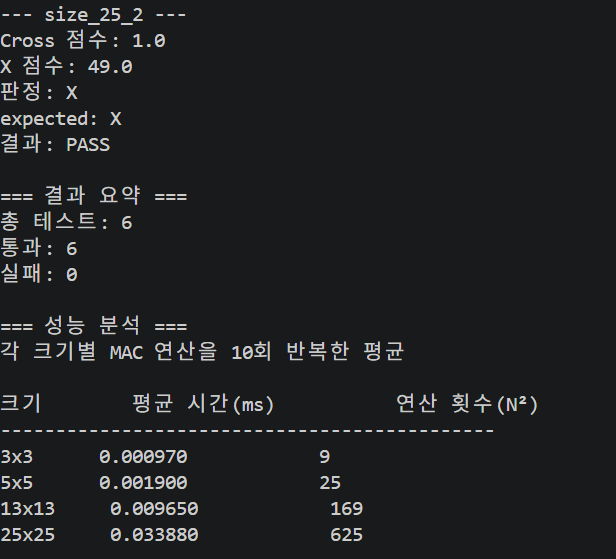 --- size_25_2 ---
Cross 점수: 1.0
X 점수: 49.0
판정: X
expected: X
결과: PASS
=== 결과 요약 ===
총 테스트: 6
통과: 6
실패: 0
=== 성능 분석 ===
각 크기별 MAC 연산을 10회 반복한 평균
크기 평균 시간(ms) 연산 횟수(N²)
---------------------------------------------
3x3 0.000970 9
5x5 0.001900 25
13x13 0.009650 169
25x25 0.033880 625